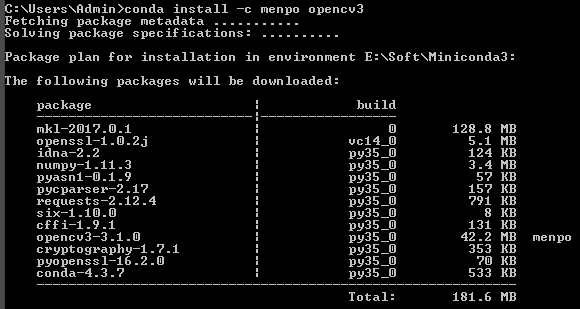 C:\Users\Admin>conda install -c menpo opencv3
Fetching package metadata ...........
Solving package specifications: ..........
Package plan for installation in environment E:\Soft\Miniconda3:
The following packages will be downloaded:
package | build
---------------------------|-----------------
mkl-2017.0.1 | 0 128.8 MB
openssl-1.0.2j | vc14_0 5.1 MB
idna-2.2 | py35_0 124 KB
numpy-1.11.3 | py35_0 3.4 MB
pyasn1-0.1.9 | py35_0 57 KB
pycparser-2.17 | py35_0 157 KB
requests-2.12.4 | py35_0 791 KB
six-1.10.0 | py35_0 8 KB
cffi-1.9.1 | py35_0 131 KB
opencv3-3.1.0 | py35_0 42.2 MB menpo
cryptography-1.7.1 | py35_0 353 KB
pyopenssl-16.2.0 | py35_0 70 KB
conda-4.3.7 | py35_0 533 KB
------------------------------------------------------------
Total: 181.6 MB